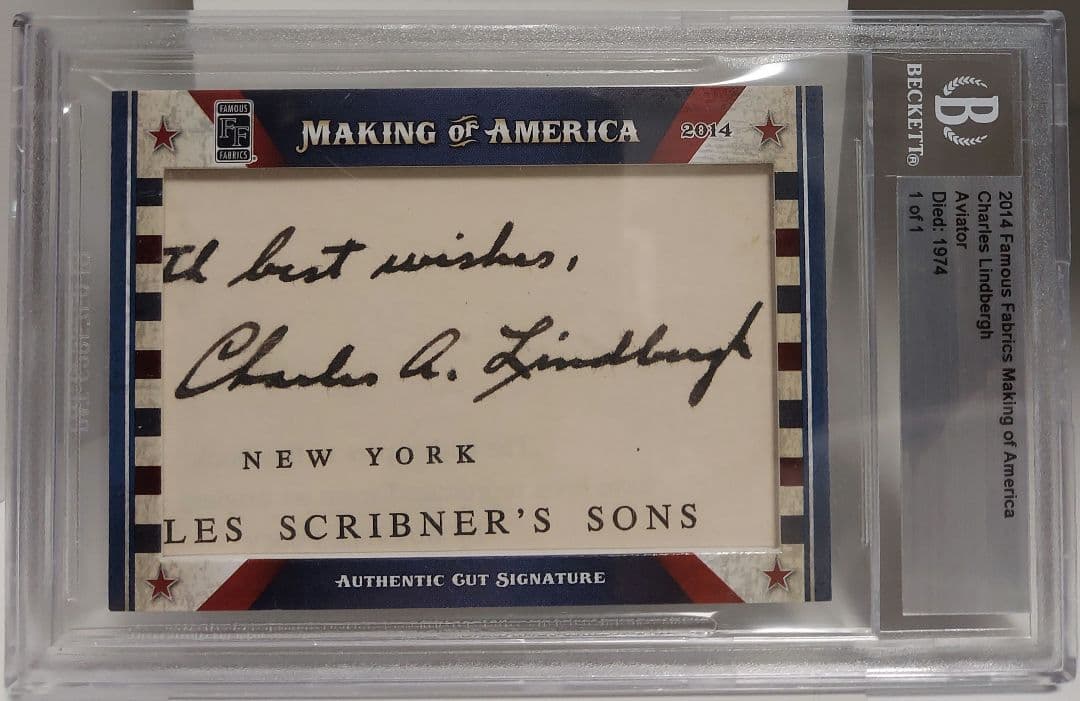 FAMOUS
FF
FABRICS
MAKING OF AMERICA
2014
th best wishes,
Charles A. Lindbergh
NEW YORK
LES SCRIBNER'S SONS
AUTHENTIC CUT SIGNATURE
B
BECKETT®
2014 Famous Fabrics Making of America
Charles Lindbergh
Aviator
Died: 1974
1 of 1